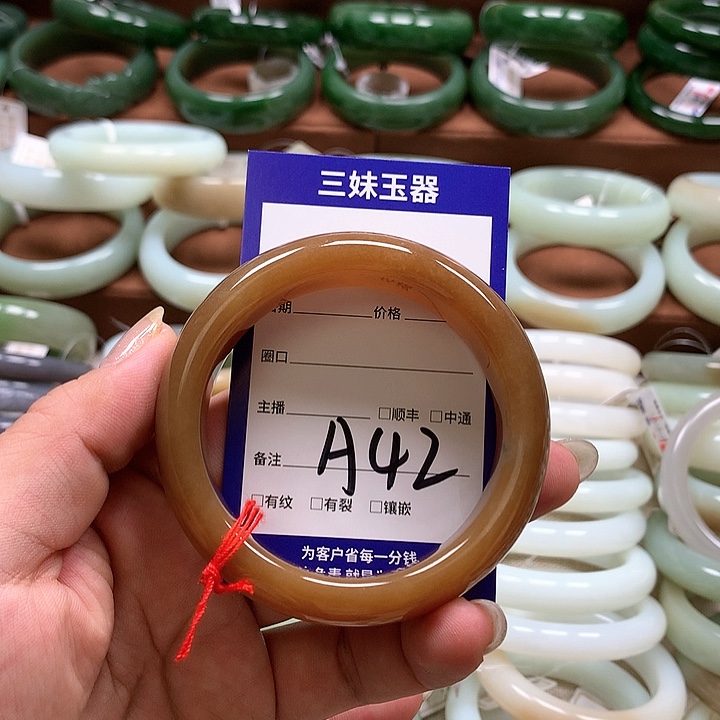 三妹玉器
期 价格
圈口
主播 □顺丰 □中通
备注 A42
□有纹 □有裂 □镶嵌
为客户省每一分钱